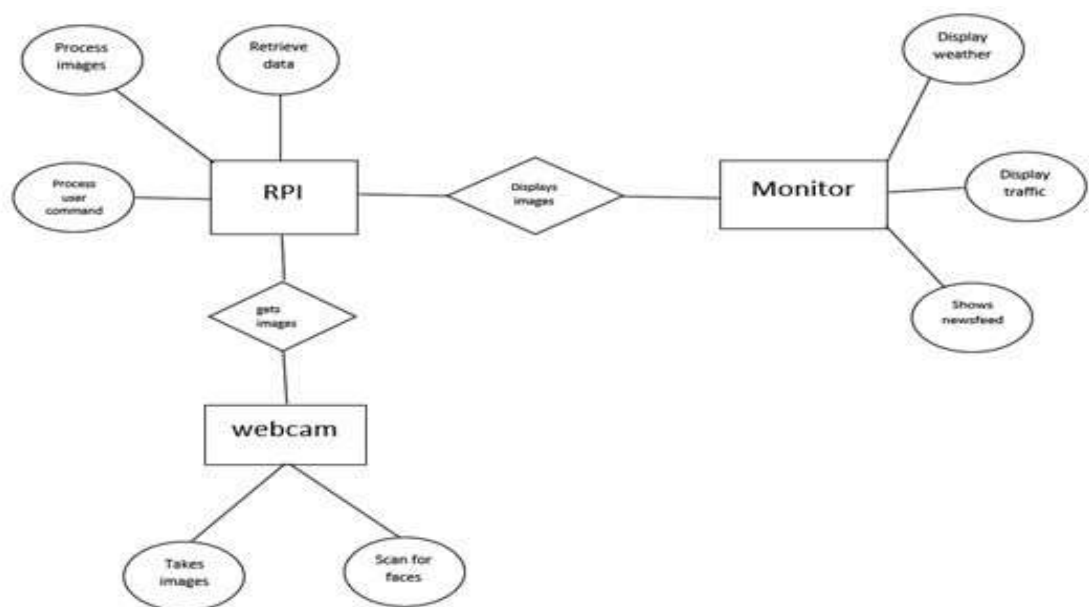 Process
images
Retrieve
data
Display
weather
Process
user
command
RPI
Displays
images
Monitor
Display
traffic
gets
images
Shows
newsfeed
webcam
Takes
images
Scan for
faces